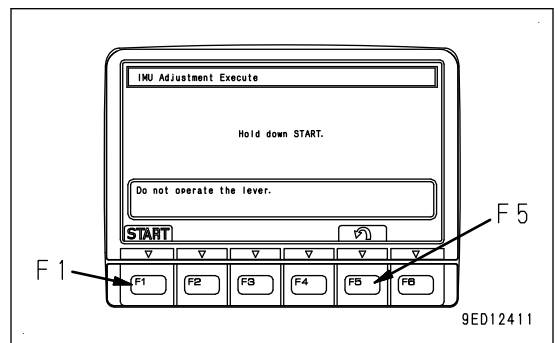 IMU Adjustment Execute
Hold down START.
Do not operate the lever.
START
F5
F1
F1 F2 F3 F4 F5 F6
9ED12411